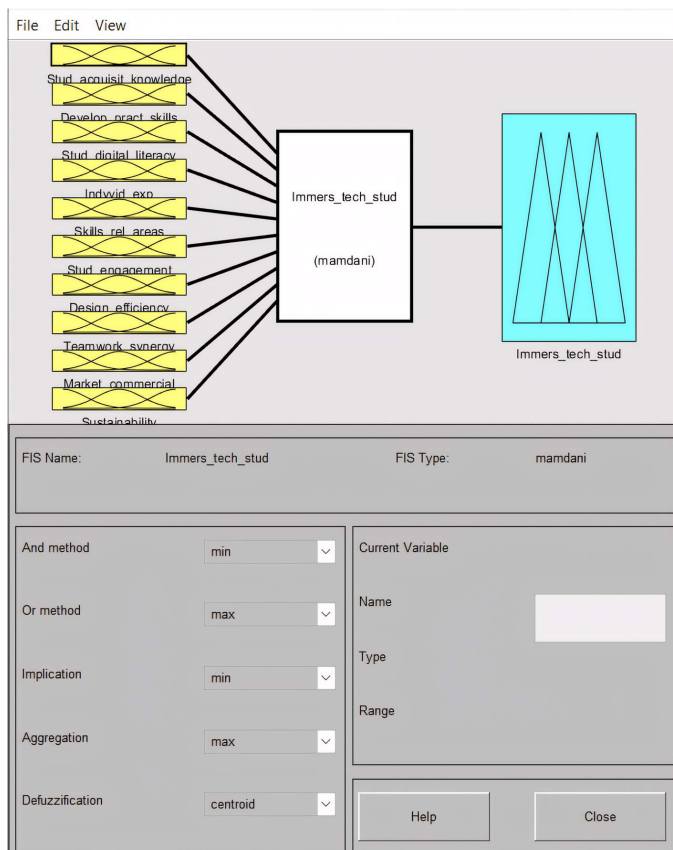 File Edit View
Stud_acquisit_knowledge
Develop_pract_skills
Stud_digital_literacy
Indyvid_exp
Skills_rel_areas
Stud_engagement
Design_efficiency
Teamwork_synergy
Market_commercial
Sustainability
Immers_tech_stud
(mamdani)
Immers_tech_stud
FIS Name: Immers_tech_stud FIS Type: mamdani
And method min
Or method max
Implication min
Aggregation max
Defuzzification centroid
Current Variable
Name
Type
Range
Help Close